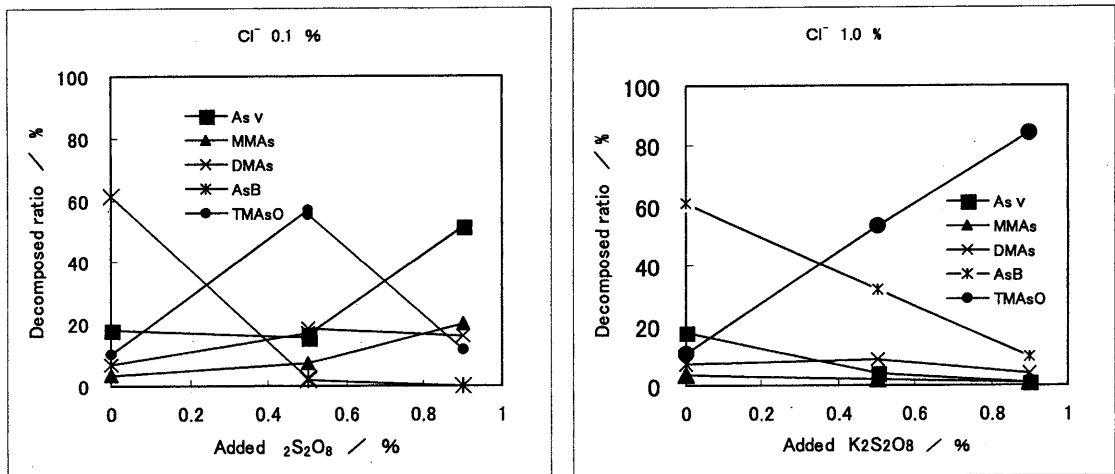 Cl⁻ 0.1 %
100
80
60
40
20
0
Decomposed ratio / %
As v
MMAs
DMAs
AsB
TMAsO
0 0.2 0.4 0.6 0.8 1
Added ₂S₂O₈ / %
Cl⁻ 1.0 %
100
80
60
40
20
0
Decomposed ratio / %
As v
MMAs
DMAs
AsB
TMAsO
0 0.2 0.4 0.6 0.8 1
Added K2S2O8 / %